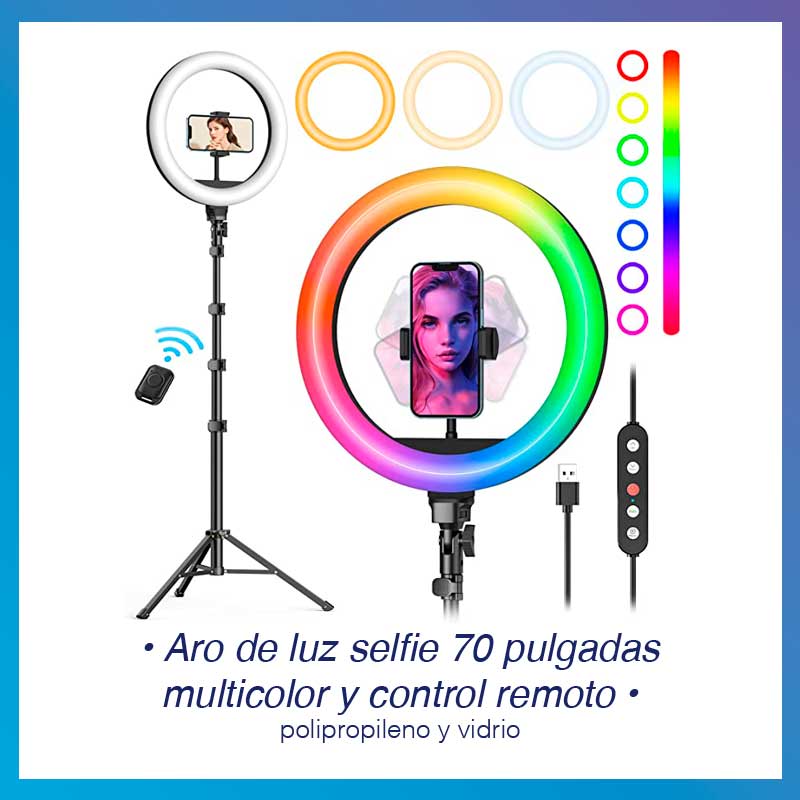 • Aro de luz selfie 70 pulgadas
multicolor y control remoto •
polipropileno y vidrio